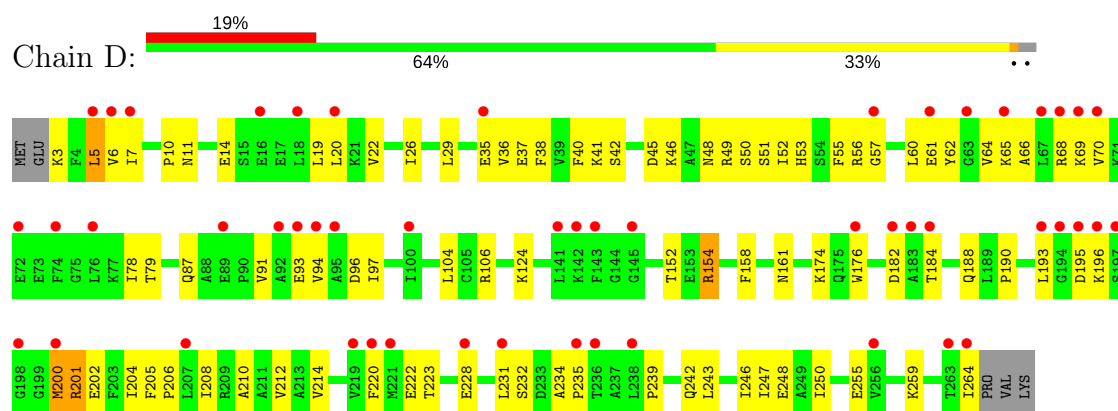 19%
Chain D:
64% 33% • •
MET GLU K3 F4 L5 V6 I7 P10 N11 E14 S15 E16 E17 L18 L19 L20 K21 V22 I26 L29 E35 V36 E37 F38 V39 F40 K41 S42 D45 K46 A47 N48 R49 S50 S51 I52 H53 S54 F55 R56 G57 L60 E61 Y62 G63 V64 K65 A66 L67 R68 K69 V70 K71
E72 E73 F74 G75 L76 K77 I78 T79 Q87 A88 E89 P90 V91 A92 E93 V94 A95 D96 I97 I100 L104 C105 R106 K124 L141 K142 F143 G144 G145 T152 E153 R154 F158 N161 K174 Q175 W176 D182 A183 T184 Q188 L189 P190 L193 G194 D195 K196 S197
G198 G199 M200 R201 E202 F203 I204 F205 P206 L207 I208 R209 A210 A211 V212 A213 V214 V219 F220 M221 E222 T223 E228 L231 S232 D233 A234 P235 T236 A237 L238 P239 Q242 L243 I246 I247 E248 A249 I250 E255 V256 K259 T263 I264 PRO VAL LYS